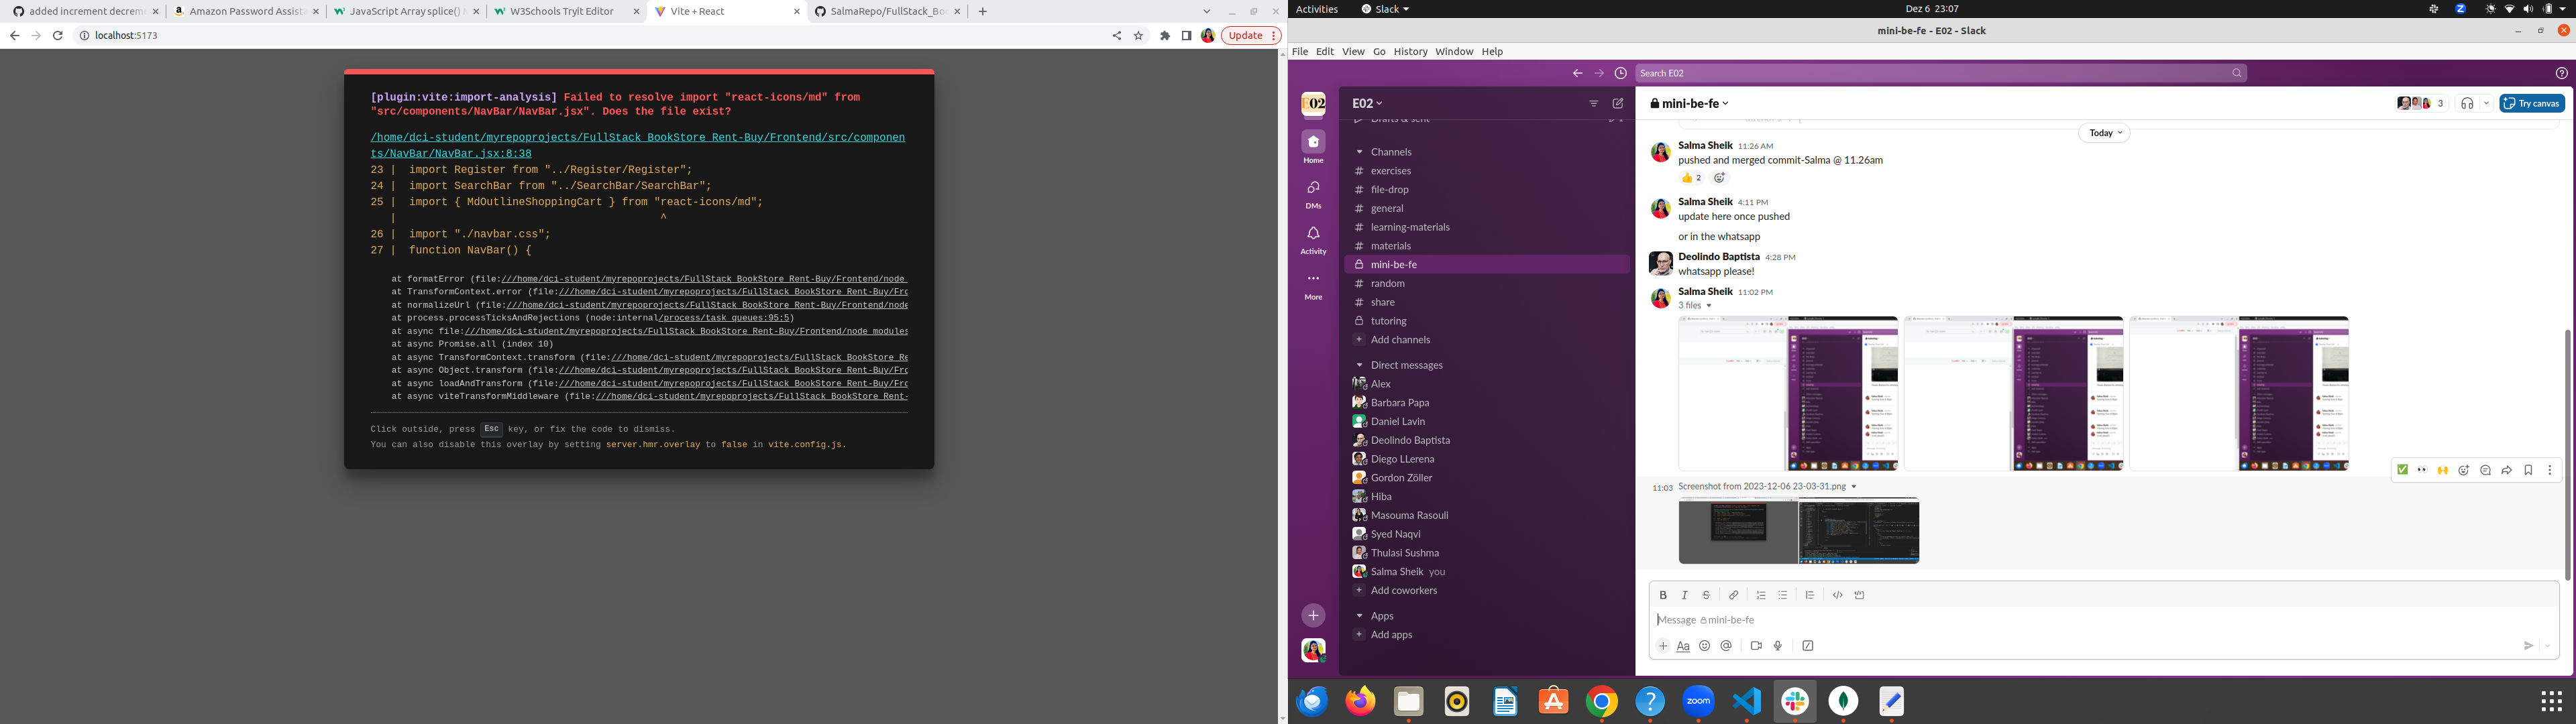 added increment decreme
Amazon Password Assista
JavaScript Array splice() M
W3Schools Tryit Editor
Vite + React
SalmaRepo/FullStack_Boo
localhost:5173
Update
[plugin:vite:import-analysis] Failed to resolve import "react-icons/md" from
"src/components/NavBar/NavBar.jsx". Does the file exist?
/home/dci-student/myrepoprojects/FullStack_BookStore_Rent-Buy/Frontend/src/componen
ts/NavBar/NavBar.jsx:8:38
23 |  import Register from "../Register/Register";
24 |  import SearchBar from "../SearchBar/SearchBar";
25 |  import { MdOutlineShoppingCart } from "react-icons/md";
|                                         ^
26 |  import "./navbar.css";
27 |  function NavBar() {
at formatError (file:///home/dci-student/myrepoprojects/FullStack_BookStore_Rent-Buy/Frontend/node_
at TransformContext.error (file:///home/dci-student/myrepoprojects/FullStack_BookStore_Rent-Buy/Fro
at normalizeUrl (file:///home/dci-student/myrepoprojects/FullStack_BookStore_Rent-Buy/Frontend/node
at process.processTicksAndRejections (node:internal/process/task_queues:95:5)
at async file:///home/dci-student/myrepoprojects/FullStack_BookStore_Rent-Buy/Frontend/node_modules
at async Promise.all (index 10)
at async TransformContext.transform (file:///home/dci-student/myrepoprojects/FullStack_BookStore_Re
at async Object.transform (file:///home/dci-student/myrepoprojects/FullStack_BookStore_Rent-Buy/Fro
at async loadAndTransform (file:///home/dci-student/myrepoprojects/FullStack_BookStore_Rent-Buy/Fro
at async viteTransformMiddleware (file:///home/dci-student/myrepoprojects/FullStack_BookStore_Rent-
Click outside, press Esc key, or fix the code to dismiss.
You can also disable this overlay by setting server.hmr.overlay to false in vite.config.js.
Activities
Slack
Dez 6 23:07
mini-be-fe - E02 - Slack
File Edit View Go History Window Help
Search E02
E02
Home
DMs
Activity
More
E02
Drafts & sent
Channels
# exercises
# file-drop
# general
# learning-materials
# materials
mini-be-fe
# random
# share
tutoring
+ Add channels
Direct messages
Alex
Barbara Papa
Daniel Lavin
Deolindo Baptista
Diego LLerena
Gordon Zöller
Hiba
Masouma Rasouli
Syed Naqvi
Thulasi Sushma
Salma Sheik you
+ Add coworkers
Apps
+ Add apps
mini-be-fe
3
Try canvas
Today
Salma Sheik 11:26 AM
pushed and merged commit-Salma @ 11.26am
2
Salma Sheik 4:11 PM
update here once pushed
or in the whatsapp
Deolindo Baptista 4:28 PM
whatsapp please!
Salma Sheik 11:02 PM
3 files
11:03 Screenshot from 2023-12-06 23-03-31.png
Message mini-be-fe
Aa
zoom